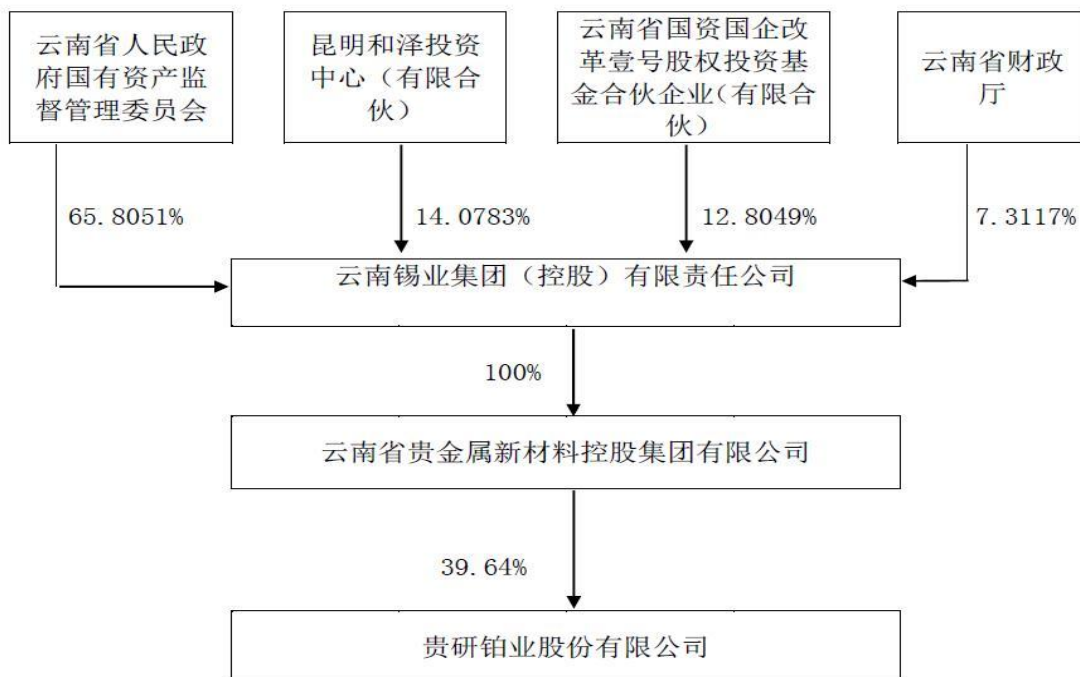 云南省人民政
府国有资产监
督管理委员会
昆明和泽投资
中心（有限合
伙）
云南省国资国企改
革壹号股权投资基
金合伙企业(有限合
伙）
云南省财政
厅
65.8051%
14.0783%
12.8049%
7.3117%
云南锡业集团（控股）有限责任公司
100%
云南省贵金属新材料控股集团有限公司
39.64%
贵研铂业股份有限公司